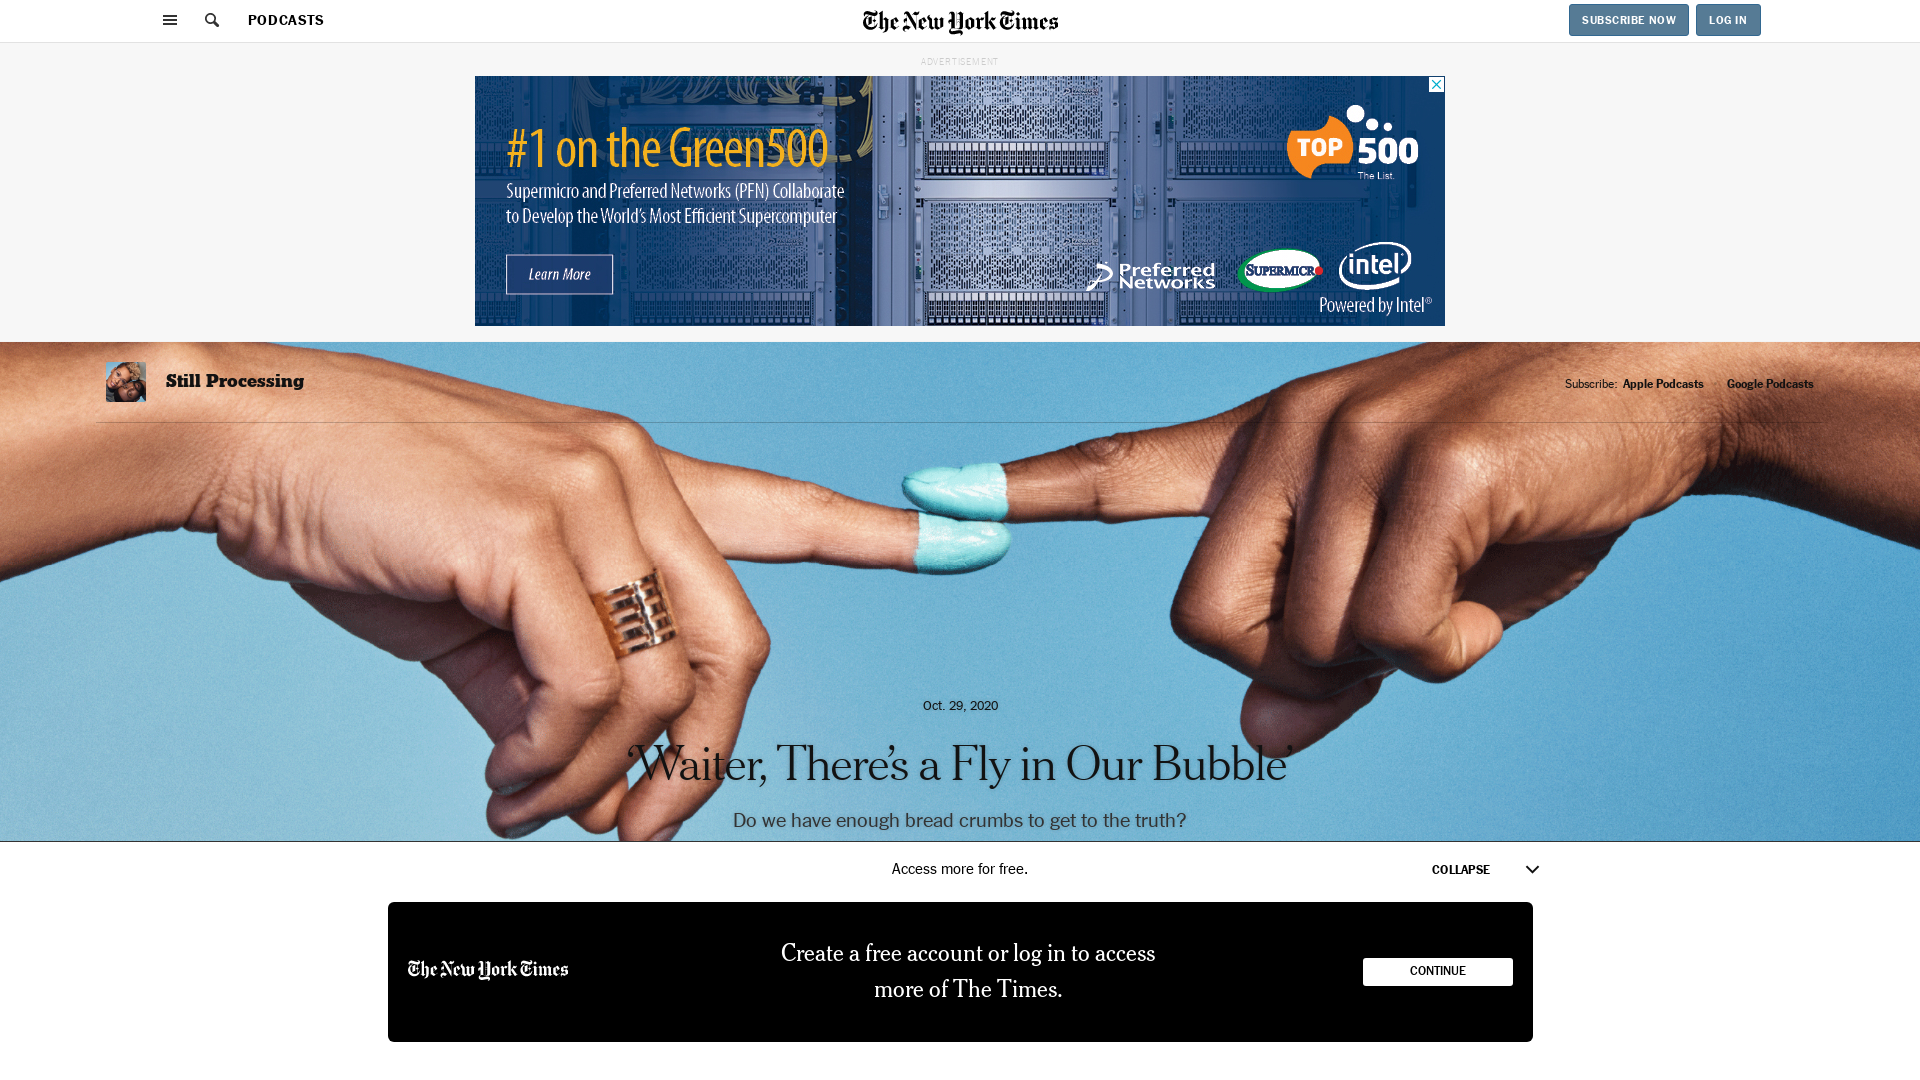 PODCASTS
The New York Times
SUBSCRIBE NOW
LOG IN
ADVERTISEMENT
#1 on the Green500
Supermicro and Preferred Networks (PFN) Collaborate
to Develop the World's Most Efficient Supercomputer
Learn More
TOP 500
The List.
Preferred
Networks
SUPERMICR
intel
Powered by Intel®
Still Processing
Subscribe: Apple Podcasts
Google Podcasts
Oct. 29, 2020
‘Waiter, There’s a Fly in Our Bubble’
Do we have enough bread crumbs to get to the truth?
Access more for free.
COLLAPSE
The New York Times
Create a free account or log in to access
more of The Times.
CONTINUE